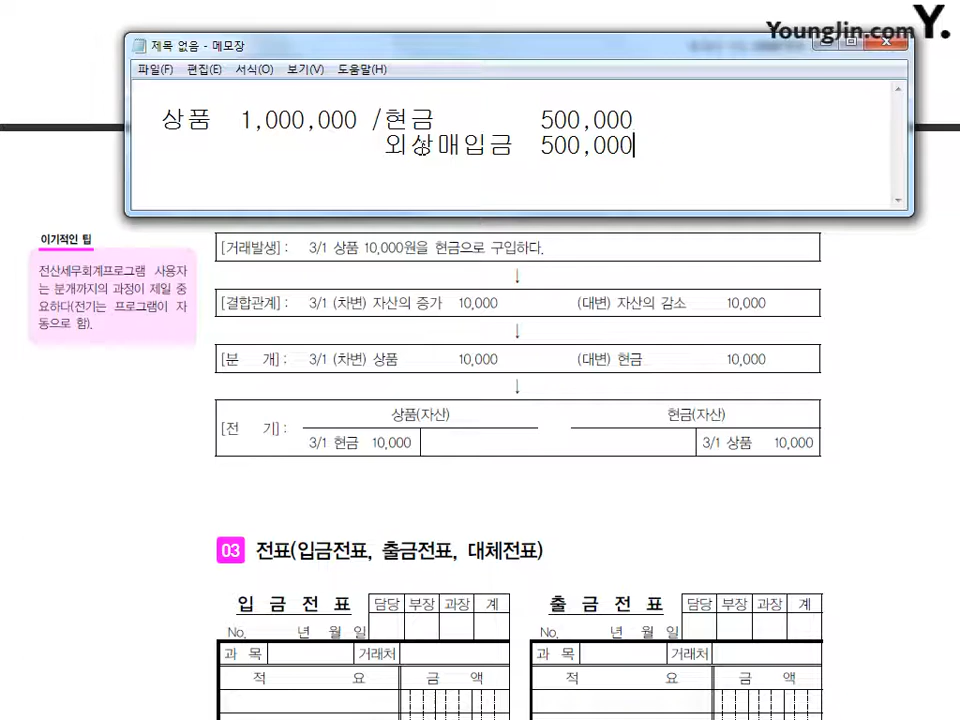 YoungJin.com Y.
제목 없음 - 메모장
파일(F) 편집(E) 서식(O) 보기(V) 도움말(H)
상품 1,000,000 /현금 500,000
외상매입금 500,000
이기적인 팁
전산세무회계프로그램 사용자
는 분개까지의 과정이 제일 중
요하다(전기는 프로그램이 자
동으로 함).
[거래발생] : 3/1 상품 10,000원을 현금으로 구입하다.
↓
[결합관계] : 3/1 (차변) 자산의 증가 10,000 (대변) 자산의 감소 10,000
↓
[분 개] : 3/1 (차변) 상품 10,000 (대변) 현금 10,000
↓
[전 기] :
상품(자산) 현금(자산)
3/1 현금 10,000 3/1 상품 10,000
03 전표(입금전표, 출금전표, 대체전표)
입 금 전 표 담당 부장 과장 계
No. 년 월 일
과 목 거래처
적 요 금 액
출 금 전 표 담당 부장 과장 계
No. 년 월 일
과 목 거래처
적 요 금 액